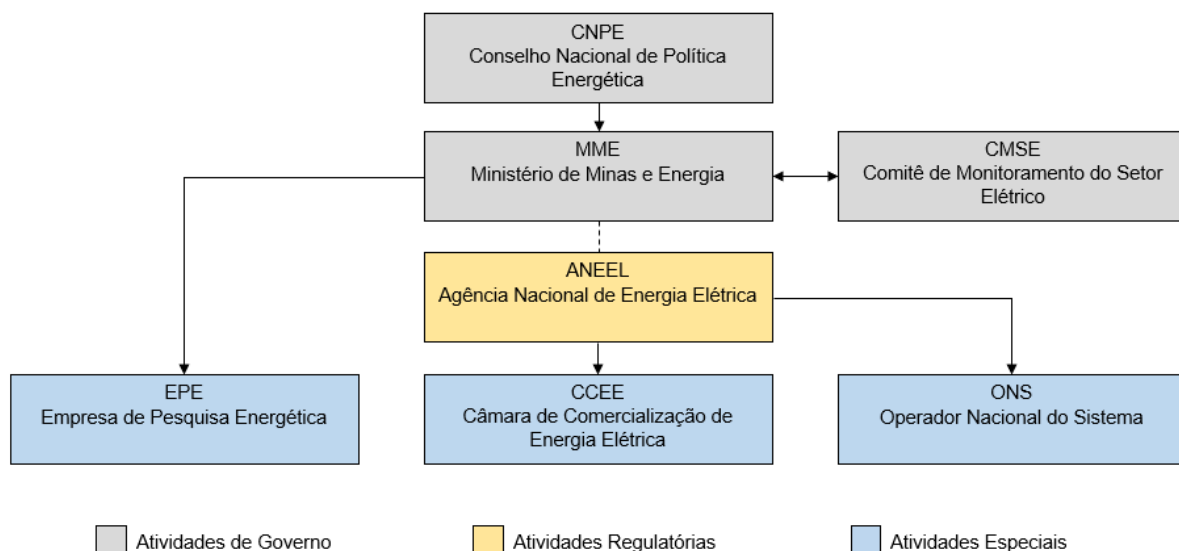 CNPE
Conselho Nacional de Política
Energética
MME
Ministério de Minas e Energia
CMSE
Comitê de Monitoramento do Setor
Elétrico
ANEEL
Agência Nacional de Energia Elétrica
EPE
Empresa de Pesquisa Energética
CCEE
Câmara de Comercialização de
Energia Elétrica
ONS
Operador Nacional do Sistema
Atividades de Governo
Atividades Regulatórias
Atividades Especiais